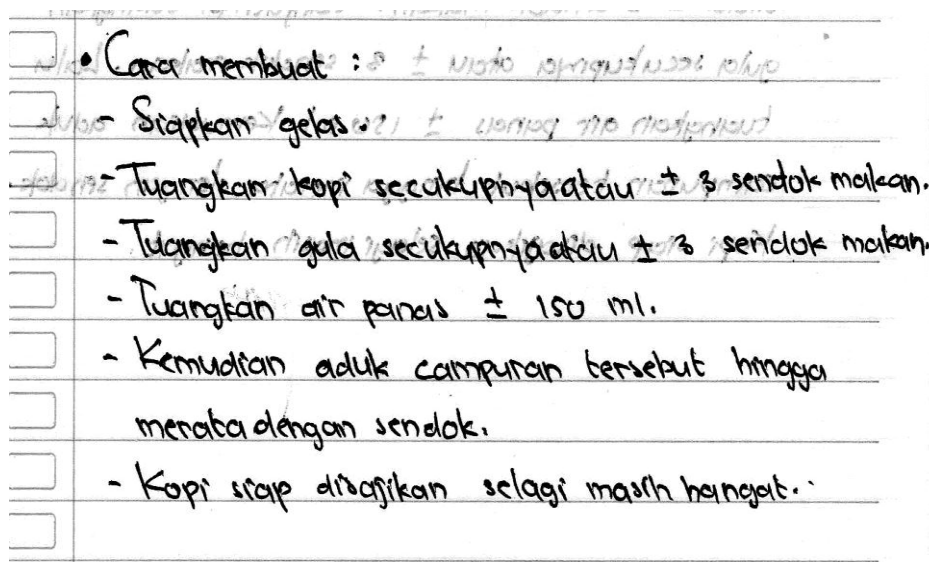 • Cara membuat :
- Siapkan gelas.
- Tuangkan kopi secukupnya atau ± 3 sendok makan.
- Tuangkan gula secukupnya atau ± 3 sendok makan.
- Tuangkan air panas ± 150 ml.
- Kemudian aduk campuran tersebut hingga
merata dengan sendok.
- Kopi siap disajikan selagi masih hangat.